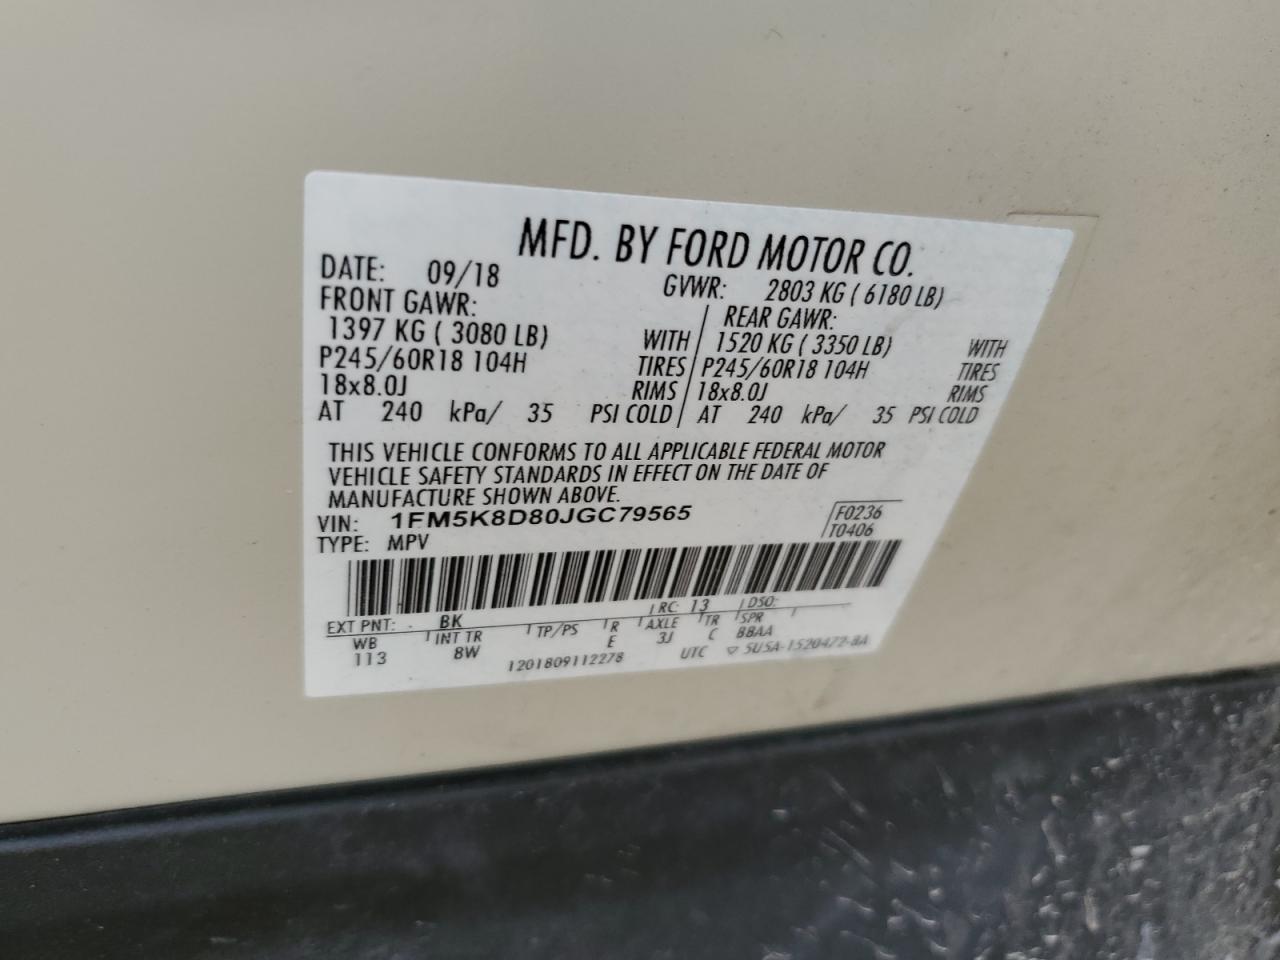 MFD. BY FORD MOTOR CO.
DATE: 09/18 GVWR: 2803 KG ( 6180 LB)
FRONT GAWR: REAR GAWR:
1397 KG ( 3080 LB) WITH 1520 KG ( 3350 LB) WITH
P245/60R18 104H TIRES P245/60R18 104H TIRES
18x8.0J RIMS 18x8.0J RIMS
AT 240 kPa/ 35 PSI COLD AT 240 kPa/ 35 PSI COLD
THIS VEHICLE CONFORMS TO ALL APPLICABLE FEDERAL MOTOR
VEHICLE SAFETY STANDARDS IN EFFECT ON THE DATE OF
MANUFACTURE SHOWN ABOVE.
VIN: 1FM5K8D80JGC79565 F0236
TYPE: MPV T0406
EXT PNT: BK RC: 13 DSO:
WB INT TR TP/PS R AXLE TR SPR
113 8W E 3J C BBAA
1201809112278 UTC ▽ 5U5A-1520472-BA